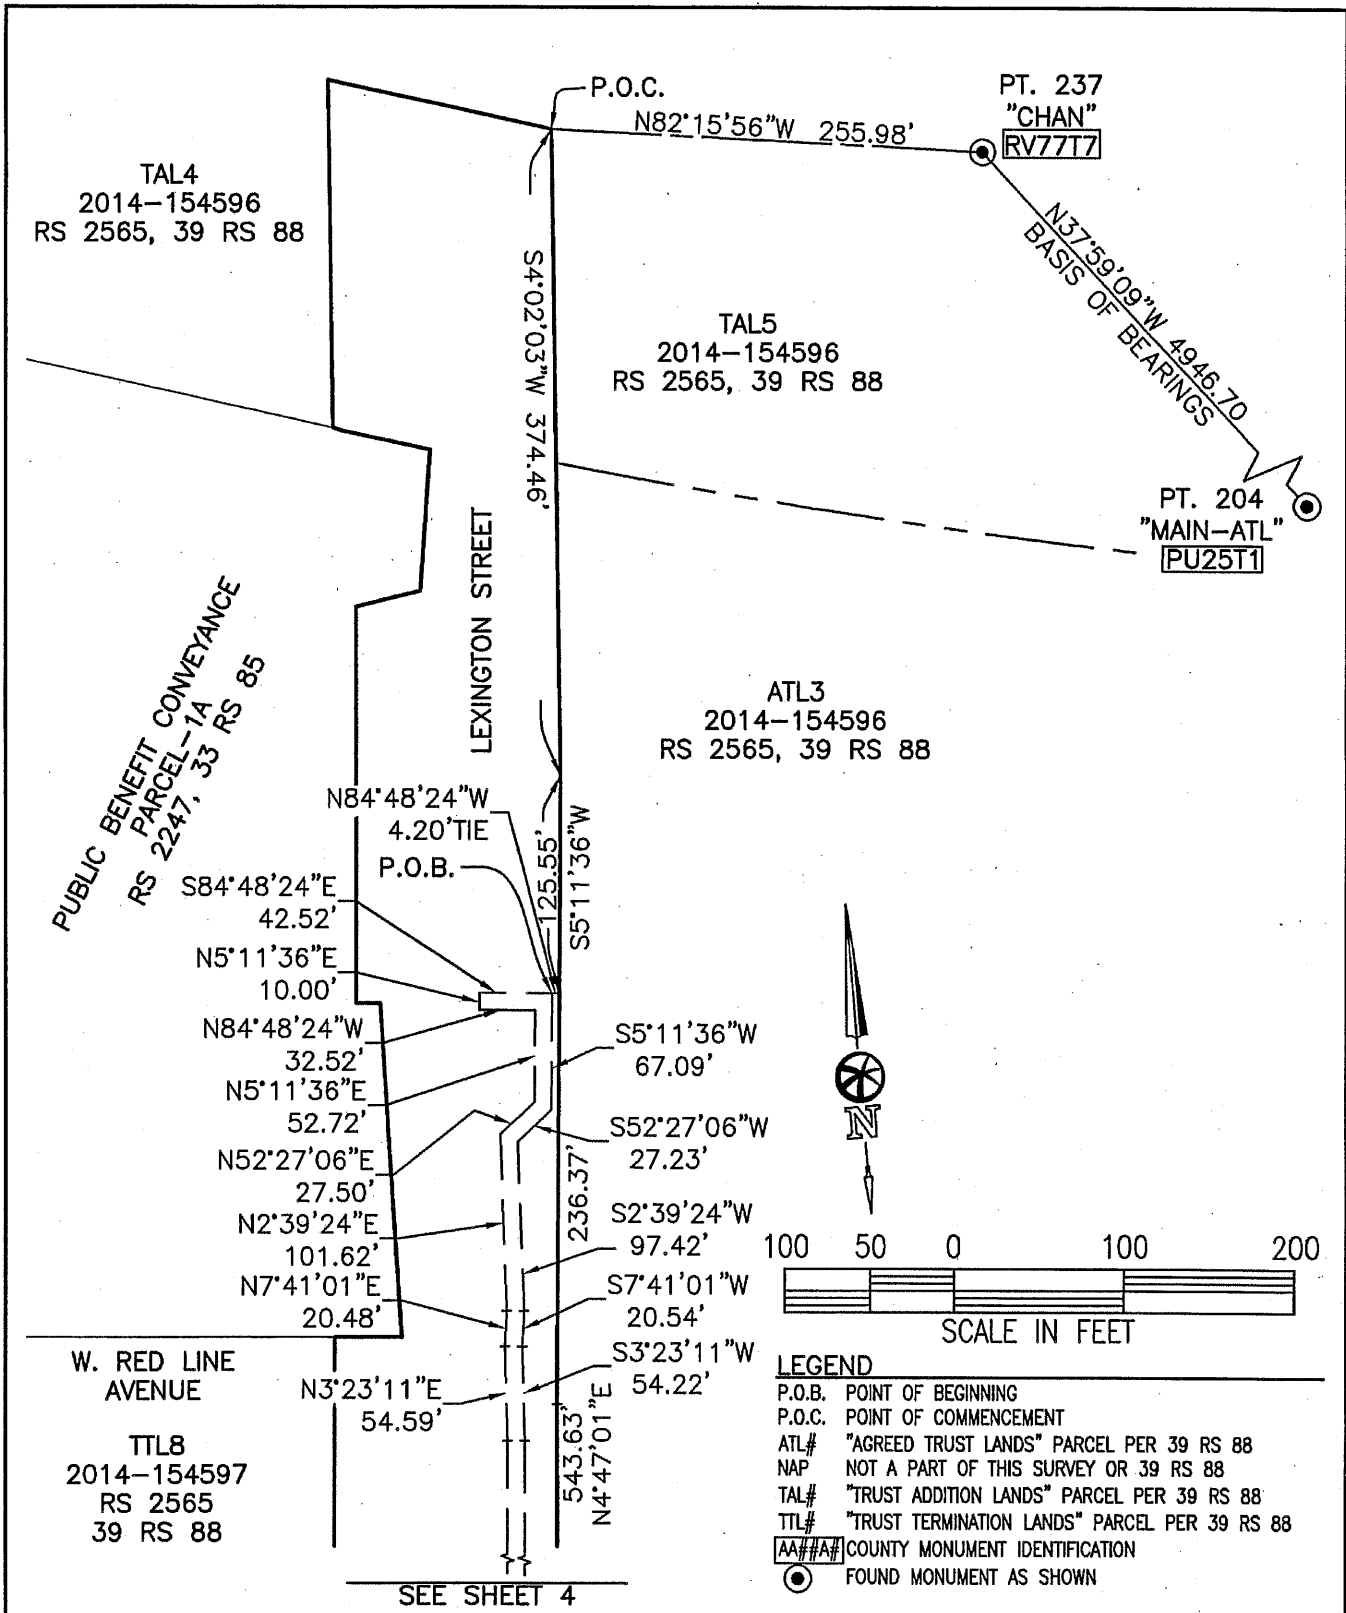 P.O.C.
N82°15'56"W 255.98'
PT. 237
"CHAN"
RV77T7
TAL4
2014-154596
RS 2565, 39 RS 88
N37°59'09"W 4946.70
BASIS OF BEARINGS
S4°02'03"W 374.46'
TAL5
2014-154596
RS 2565, 39 RS 88
PT. 204
"MAIN-ATL"
PU25T1
LEXINGTON STREET
PUBLIC BENEFIT CONVEYANCE
PARCEL-1A
RS 2247, 33 RS 85
ATL3
2014-154596
RS 2565, 39 RS 88
N84°48'24"W
4.20'TIE
P.O.B.
125.55'
S5°11'36"W
S84°48'24"E
42.52'
N5°11'36"E
10.00'
N84°48'24"W
32.52'
N5°11'36"E
52.72'
N52°27'06"E
27.50'
N2°39'24"E
101.62'
N7°41'01"E
20.48'
N3°23'11"E
54.59'
S5°11'36"W
67.09'
S52°27'06"W
27.23'
236.37'
S2°39'24"W
97.42'
S7°41'01"W
20.54'
S3°23'11"W
54.22'
543.63'
N4°47'01"E
W. RED LINE
AVENUE
TTL8
2014-154597
RS 2565
39 RS 88
SEE SHEET 4
N
100 50 0 100 200
SCALE IN FEET
LEGEND
P.O.B. POINT OF BEGINNING
P.O.C. POINT OF COMMENCEMENT
ATL# "AGREED TRUST LANDS" PARCEL PER 39 RS 88
NAP NOT A PART OF THIS SURVEY OR 39 RS 88
TAL# "TRUST ADDITION LANDS" PARCEL PER 39 RS 88
TTL# "TRUST TERMINATION LANDS" PARCEL PER 39 RS 88
AA##A# COUNTY MONUMENT IDENTIFICATION
FOUND MONUMENT AS SHOWN